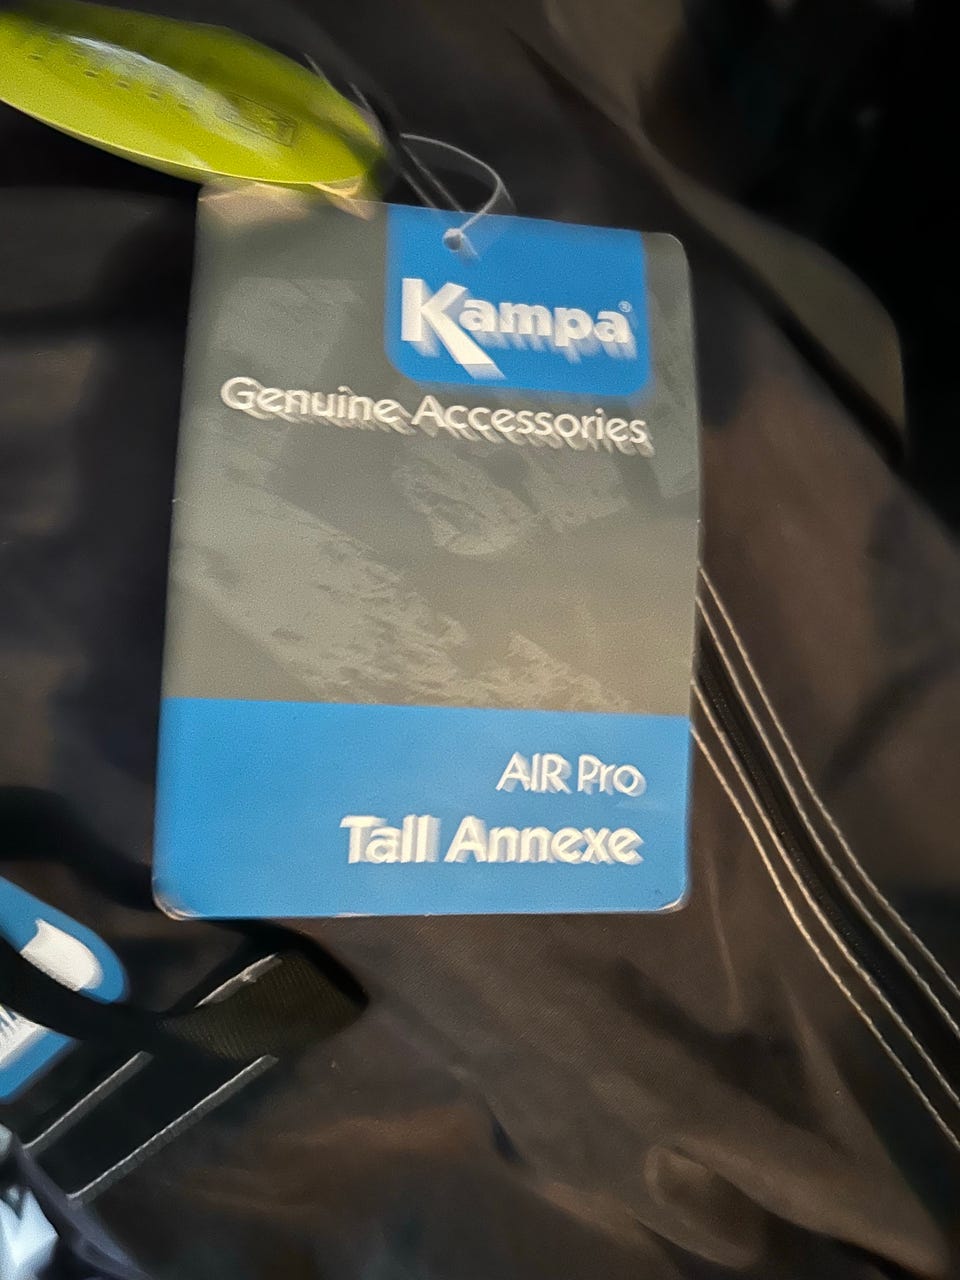 Kampa®
Genuine Accessories
AIR Pro
Tall Annexe